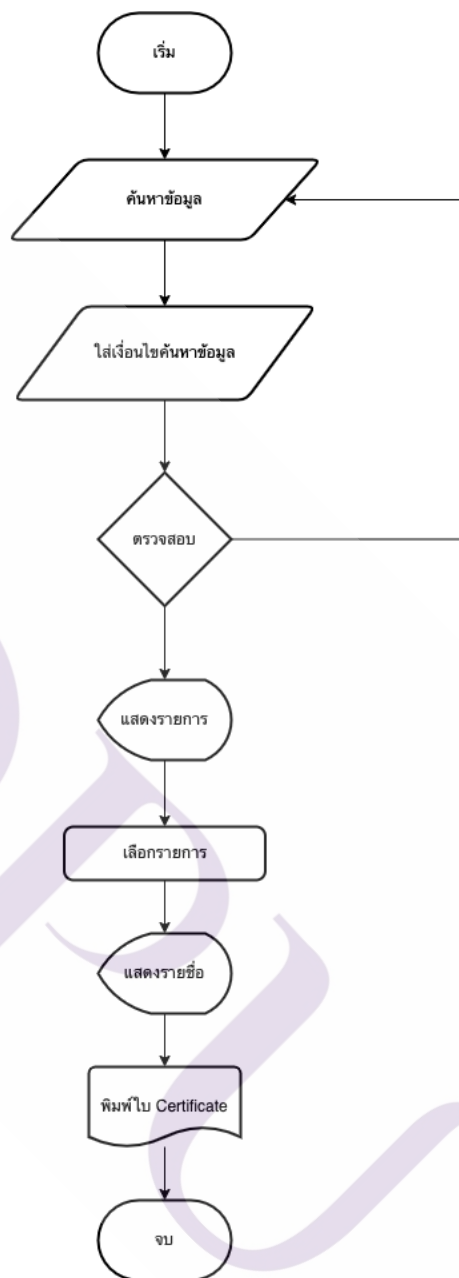 เริ่ม
ค้นหาข้อมูล
ใส่เงื่อนไขค้นหาข้อมูล
ตรวจสอบ
แสดงรายการ
เลือกรายการ
แสดงรายชื่อ
พิมพ์ใบ Certificate
จบ